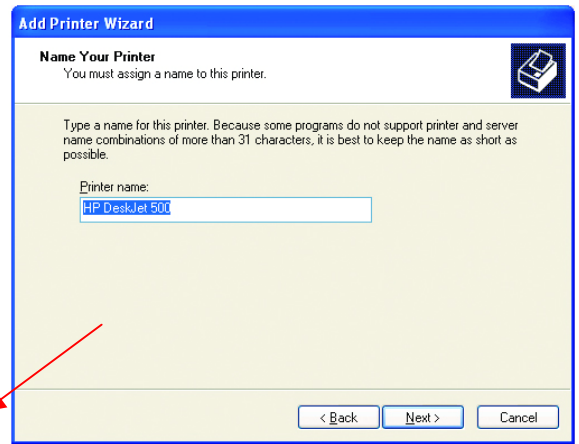 Add Printer Wizard
Name Your Printer
You must assign a name to this printer.
Type a name for this printer. Because some programs do not support printer and server
name combinations of more than 31 characters, it is best to keep the name as short as
possible.
Printer name:
HP DeskJet 500
< Back Next > Cancel